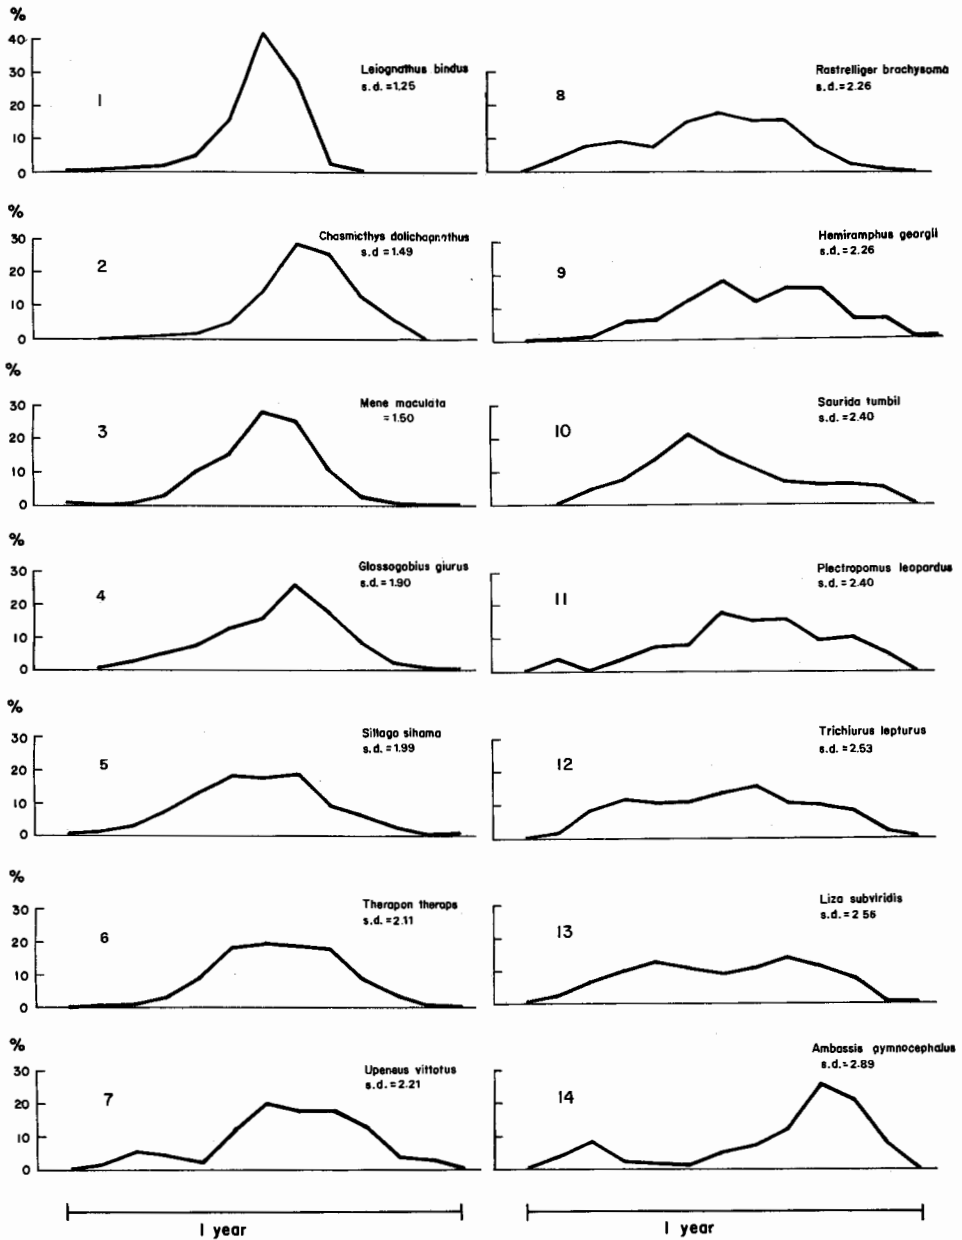 %
40
30
20
10
0
1
Leiognathus bindus
s.d. = 1.25
%
30
20
10
0
2
Chasmicthys dolichognathus
s.d = 1.49
%
30
20
10
0
3
Mene maculata
= 1.50
%
30
20
10
0
4
Glossogobius giurus
s.d. = 1.90
%
30
20
10
0
5
Sillago sihama
s.d. = 1.99
%
30
20
10
0
6
Therapon theraps
s.d. = 2.11
%
30
20
10
0
7
Upeneus vittatus
s.d. = 2.21
1 year
8
Rastrelliger brachysoma
s.d. = 2.26
9
Hemiramphus georgii
s.d. = 2.26
10
Saurida tumbil
s.d. = 2.40
11
Plectropomus leopardus
s.d. = 2.40
12
Trichiurus lepturus
s.d. = 2.53
13
Liza subviridis
s.d. = 2 56
14
Ambassis gymnocephalus
s.d. = 2.89
1 year